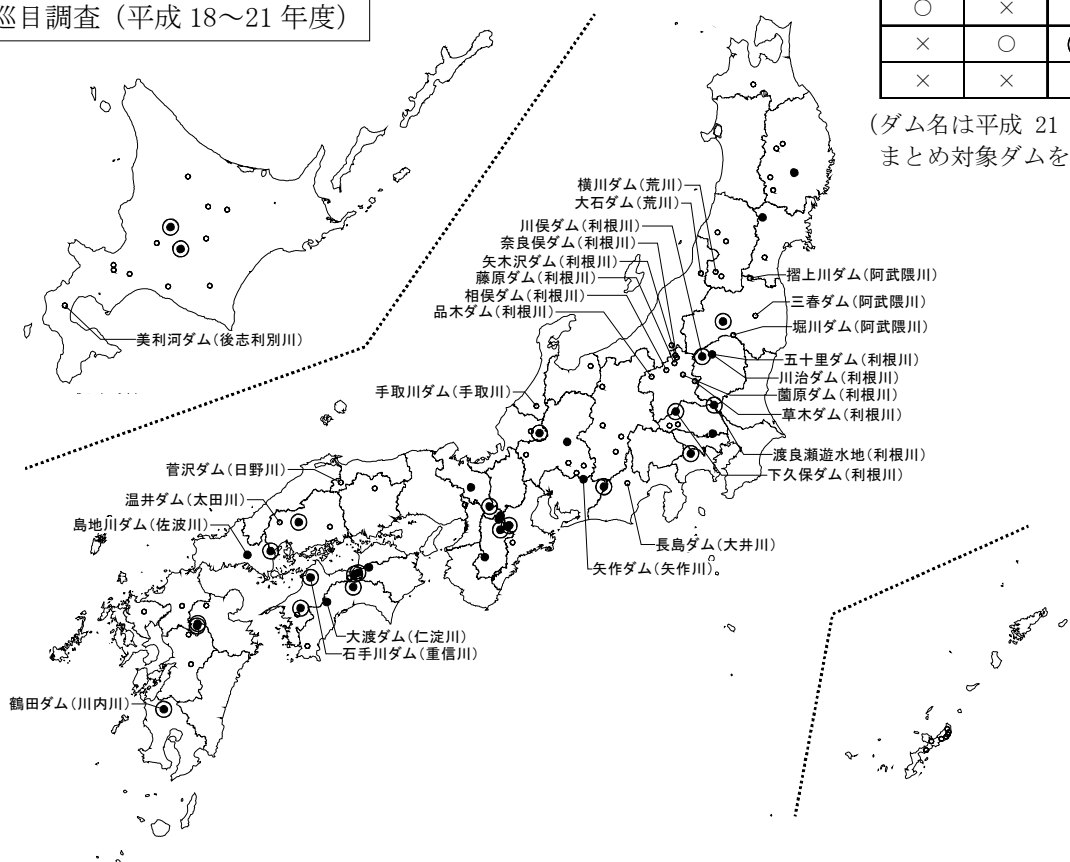 巡目調査(平成 18~21 年度)
○ ×
× ○
× ×
(ダム名は平成 21
まとめ対象ダムを
横川ダム(荒川)
大石ダム(荒川)
川俣ダム(利根川)
奈良俣ダム(利根川)
矢木沢ダム(利根川)
藤原ダム(利根川)
相俣ダム(利根川)
品木ダム(利根川)
摺上川ダム(阿武隈川)
三春ダム(阿武隈川)
堀川ダム(阿武隈川)
美利河ダム(後志利別川)
五十里ダム(利根川)
川治ダム(利根川)
薗原ダム(利根川)
草木ダム(利根川)
手取川ダム(手取川)
渡良瀬遊水地(利根川)
下久保ダム(利根川)
菅沢ダム(日野川)
温井ダム(太田川)
島地川ダム(佐波川)
長島ダム(大井川)
矢作ダム(矢作川)
大渡ダム(仁淀川)
石手川ダム(重信川)
鶴田ダム(川内川)